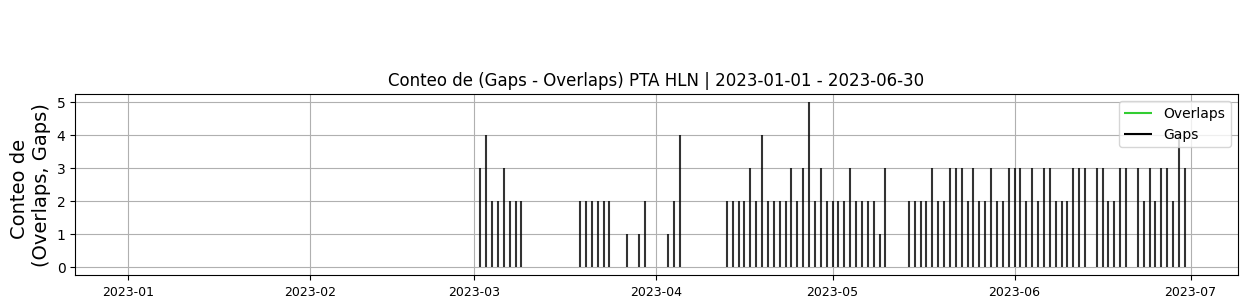 Conteo de (Gaps - Overlaps) PTA HLN | 2023-01-01 - 2023-06-30
Conteo de
(Overlaps, Gaps)
5
4
3
2
1
0
Overlaps
Gaps
2023-01
2023-02
2023-03
2023-04
2023-05
2023-06
2023-07